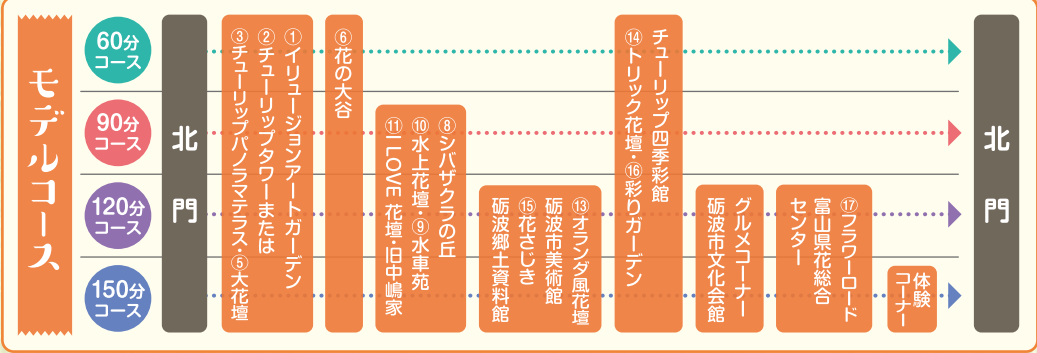 モデルコース
60分
コース
90分
コース
120分
コース
150分
コース
北門
①イリュージョンアートガーデン
②チューリップタワーまたは
③チューリップパノラマテラス・⑤大花壇
⑥花の大谷
⑧シバザクラの丘
⑩水上花壇・⑨水車苑
⑪I LOVE 花壇・旧中嶋家
⑬オランダ風花壇
砺波市美術館
⑮花さじき
砺波郷土資料館
チューリップ四季彩館
⑭トリック花壇・⑯彩りガーデン
グルメコーナー
砺波市文化会館
⑰フラワーロード
富山県花総合
センター
体験
コーナー
北門